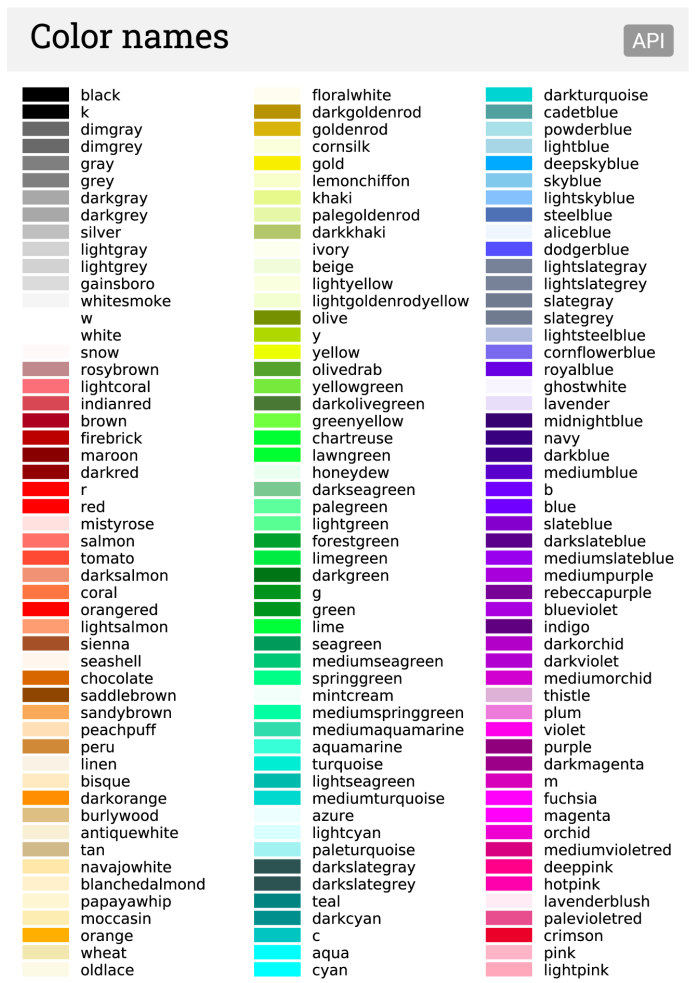 Color names
API
black
k
dimgray
dimgrey
gray
grey
darkgray
darkgrey
silver
lightgray
lightgrey
gainsboro
whitesmoke
w
white
snow
rosybrown
lightcoral
indianred
brown
firebrick
maroon
darkred
r
red
mistyrose
salmon
tomato
darksalmon
coral
orangered
lightsalmon
sienna
seashell
chocolate
saddlebrown
sandybrown
peachpuff
peru
linen
bisque
darkorange
burlywood
antiquewhite
tan
navajowhite
blanchedalmond
papayawhip
moccasin
orange
wheat
oldlace
floralwhite
darkgoldenrod
goldenrod
cornsilk
gold
lemonchiffon
khaki
palegoldenrod
darkkhaki
ivory
beige
lightyellow
lightgoldenrodyellow
olive
y
yellow
olivedrab
yellowgreen
darkolivegreen
greenyellow
chartreuse
lawngreen
honeydew
darkseagreen
palegreen
lightgreen
forestgreen
limegreen
darkgreen
g
green
lime
seagreen
mediumseagreen
springgreen
mintcream
mediumspringgreen
mediumaquamarine
aquamarine
turquoise
lightseagreen
mediumturquoise
azure
lightcyan
paleturquoise
darkslategray
darkslategrey
teal
darkcyan
c
aqua
cyan
darkturquoise
cadetblue
powderblue
lightblue
deepskyblue
skyblue
lightskyblue
steelblue
aliceblue
dodgerblue
lightslategray
lightslategrey
slategray
slategrey
lightsteelblue
cornflowerblue
royalblue
ghostwhite
lavender
midnightblue
navy
darkblue
mediumblue
b
blue
slateblue
darkslateblue
mediumslateblue
mediumpurple
rebeccapurple
blueviolet
indigo
darkorchid
darkviolet
mediumorchid
thistle
plum
violet
purple
darkmagenta
m
fuchsia
magenta
orchid
mediumvioletred
deeppink
hotpink
lavenderblush
palevioletred
crimson
pink
lightpink